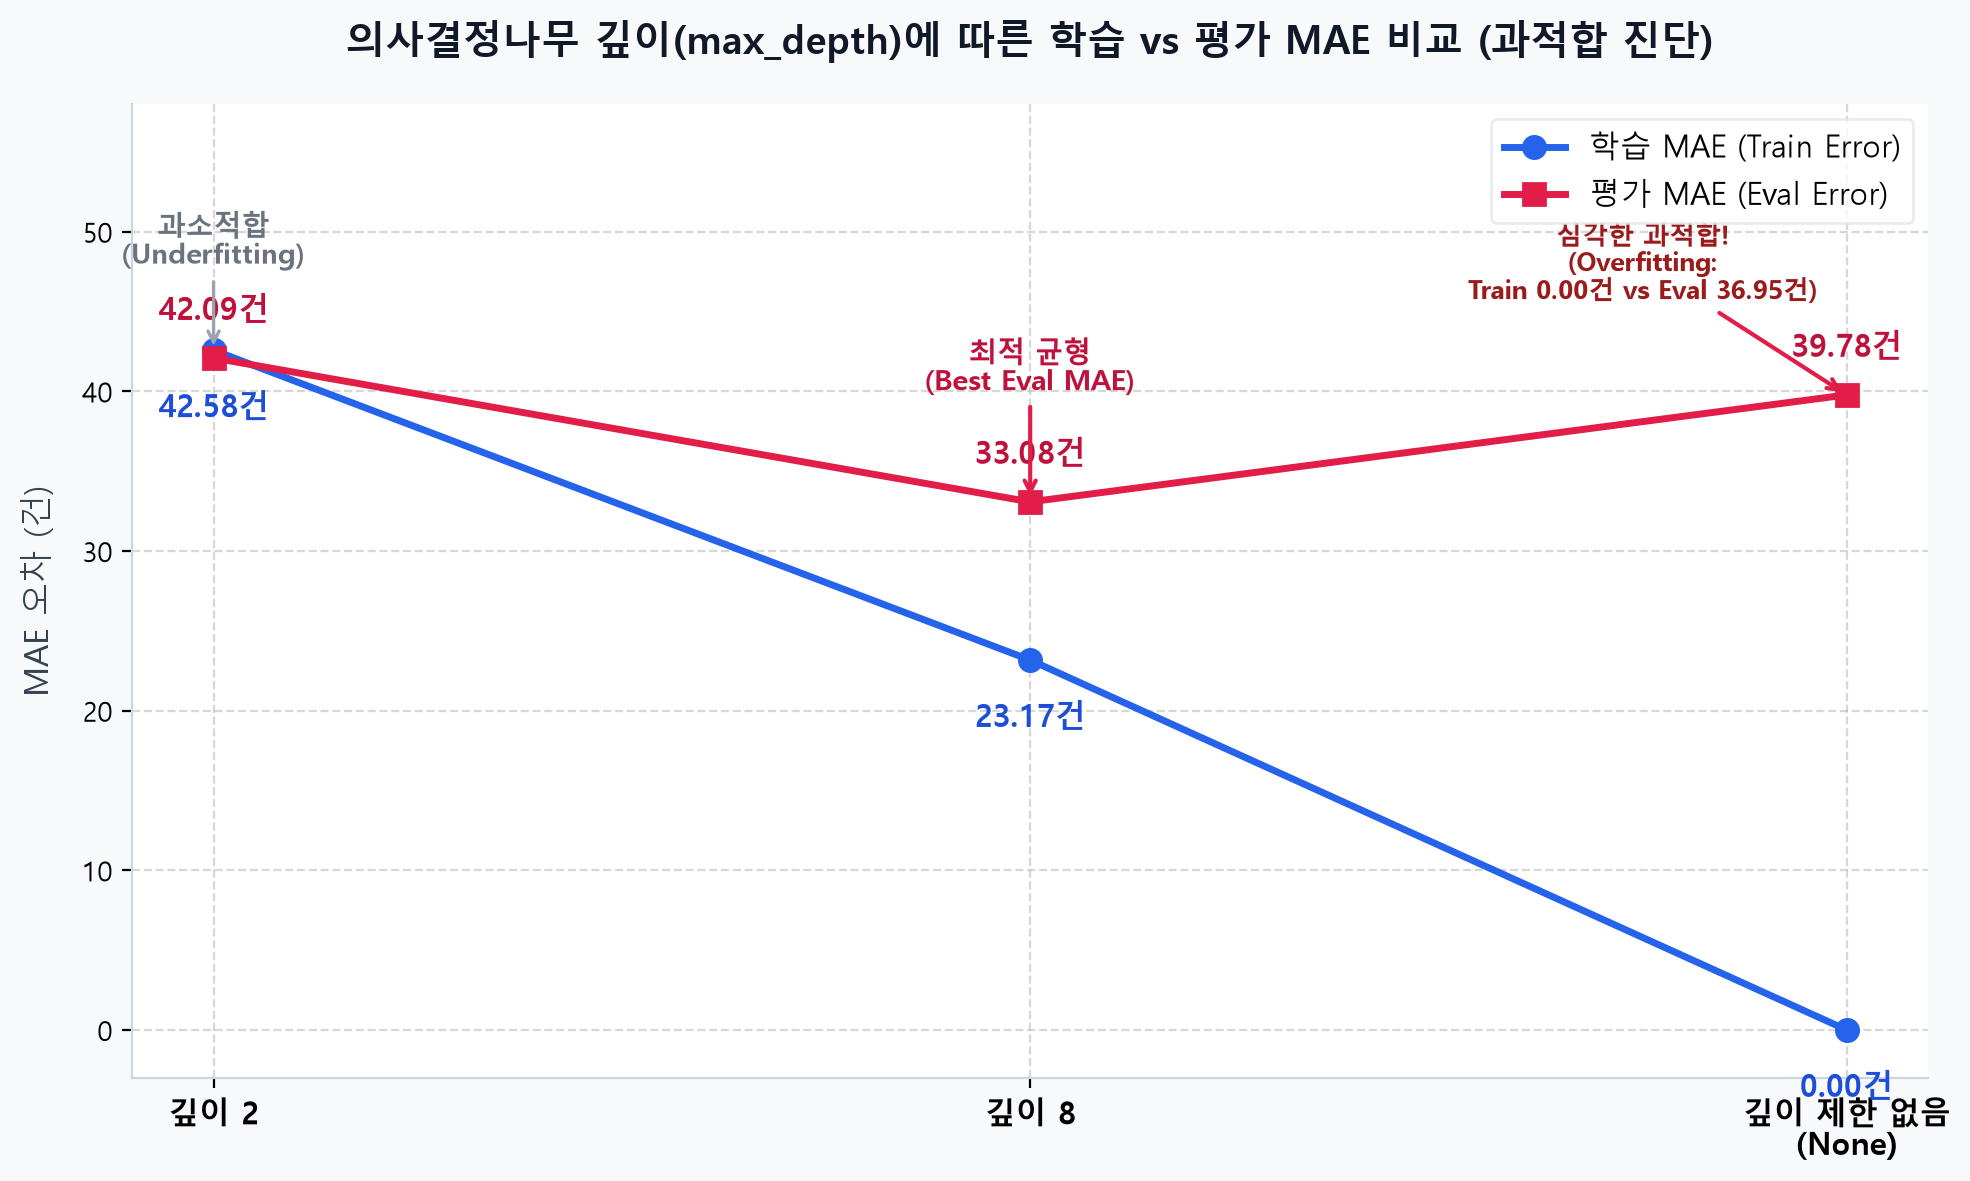 의사결정나무 깊이(max_depth)에 따른 학습 vs 평가 MAE 비교 (과적합 진단)
학습 MAE (Train Error)
평가 MAE (Eval Error)
과소적합
(Underfitting)
42.09건
42.58건
최적 균형
(Best Eval MAE)
33.08건
23.17건
심각한 과적합!
(Overfitting:
Train 0.00건 vs Eval 36.95건)
39.78건
0.00건
MAE 오차 (건)
50
40
30
20
10
0
깊이 2
깊이 8
깊이 제한 없음
(None)